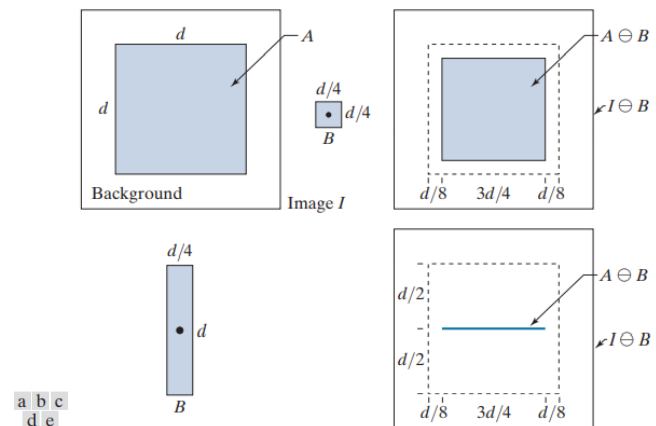 d
A
d
Background
Image I
d/4
d/4
B
A ⊖ B
I ⊖ B
d/8 3d/4 d/8
d/4
d
B
A ⊖ B
d/2
I ⊖ B
d/2
d/8 3d/4 d/8
a b c
d e